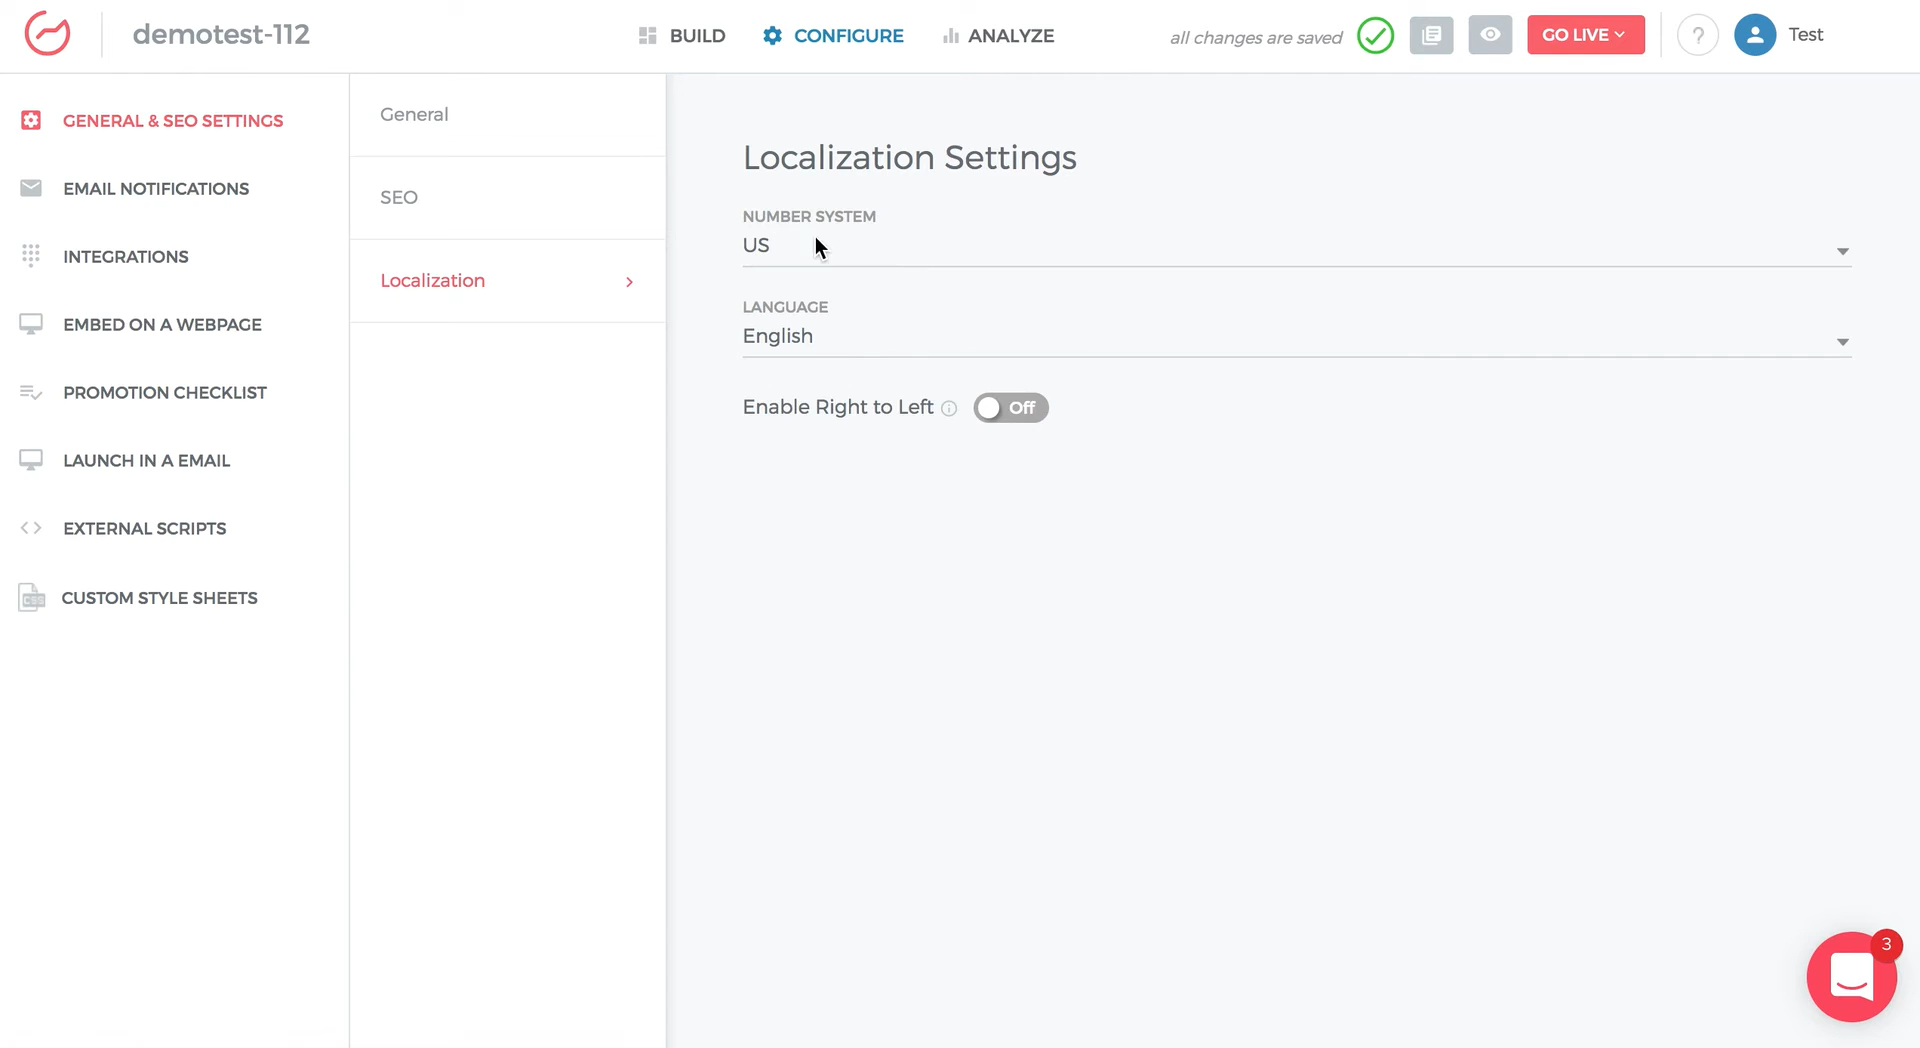 demotest-112
BUILD
CONFIGURE
ANALYZE
all changes are saved
GO LIVE
?
Test
GENERAL & SEO SETTINGS
EMAIL NOTIFICATIONS
INTEGRATIONS
EMBED ON A WEBPAGE
PROMOTION CHECKLIST
LAUNCH IN A EMAIL
EXTERNAL SCRIPTS
CSS
CUSTOM STYLE SHEETS
General
SEO
Localization
Localization Settings
NUMBER SYSTEM
US
LANGUAGE
English
Enable Right to Left
Off
3